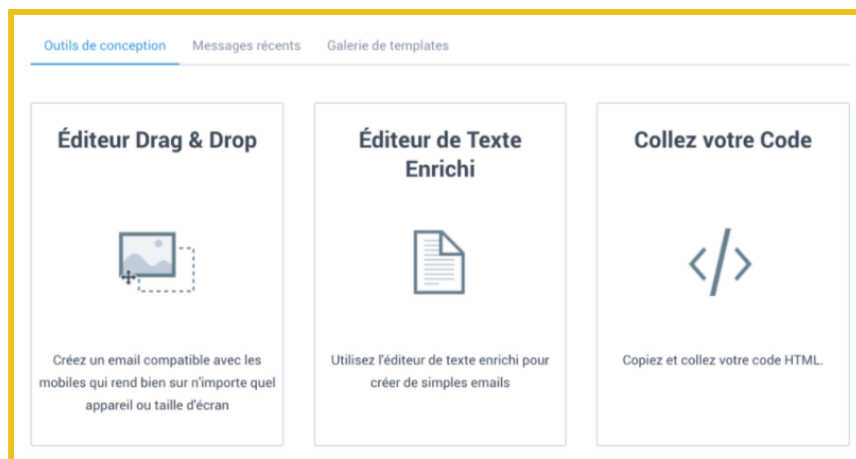 Outils de conception Messages récents Galerie de templates
Éditeur Drag & Drop
Créez un email compatible avec les
mobiles qui rend bien sur n'importe quel
appareil ou taille d'écran
Éditeur de Texte
Enrichi
Utilisez l'éditeur de texte enrichi pour
créer de simples emails
Collez votre Code
Copiez et collez votre code HTML.